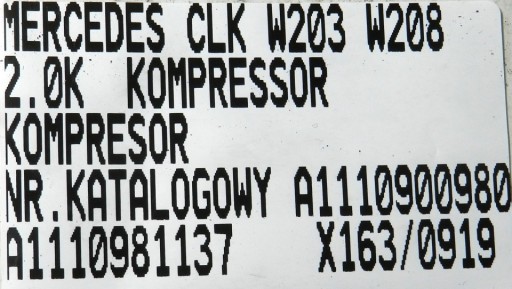 MERCEDES CLK W203 W208
2.0K KOMPRESSOR
KOMPRESOR
NR.KATALOGOWY A1110900980
A1110981137 X163/0919